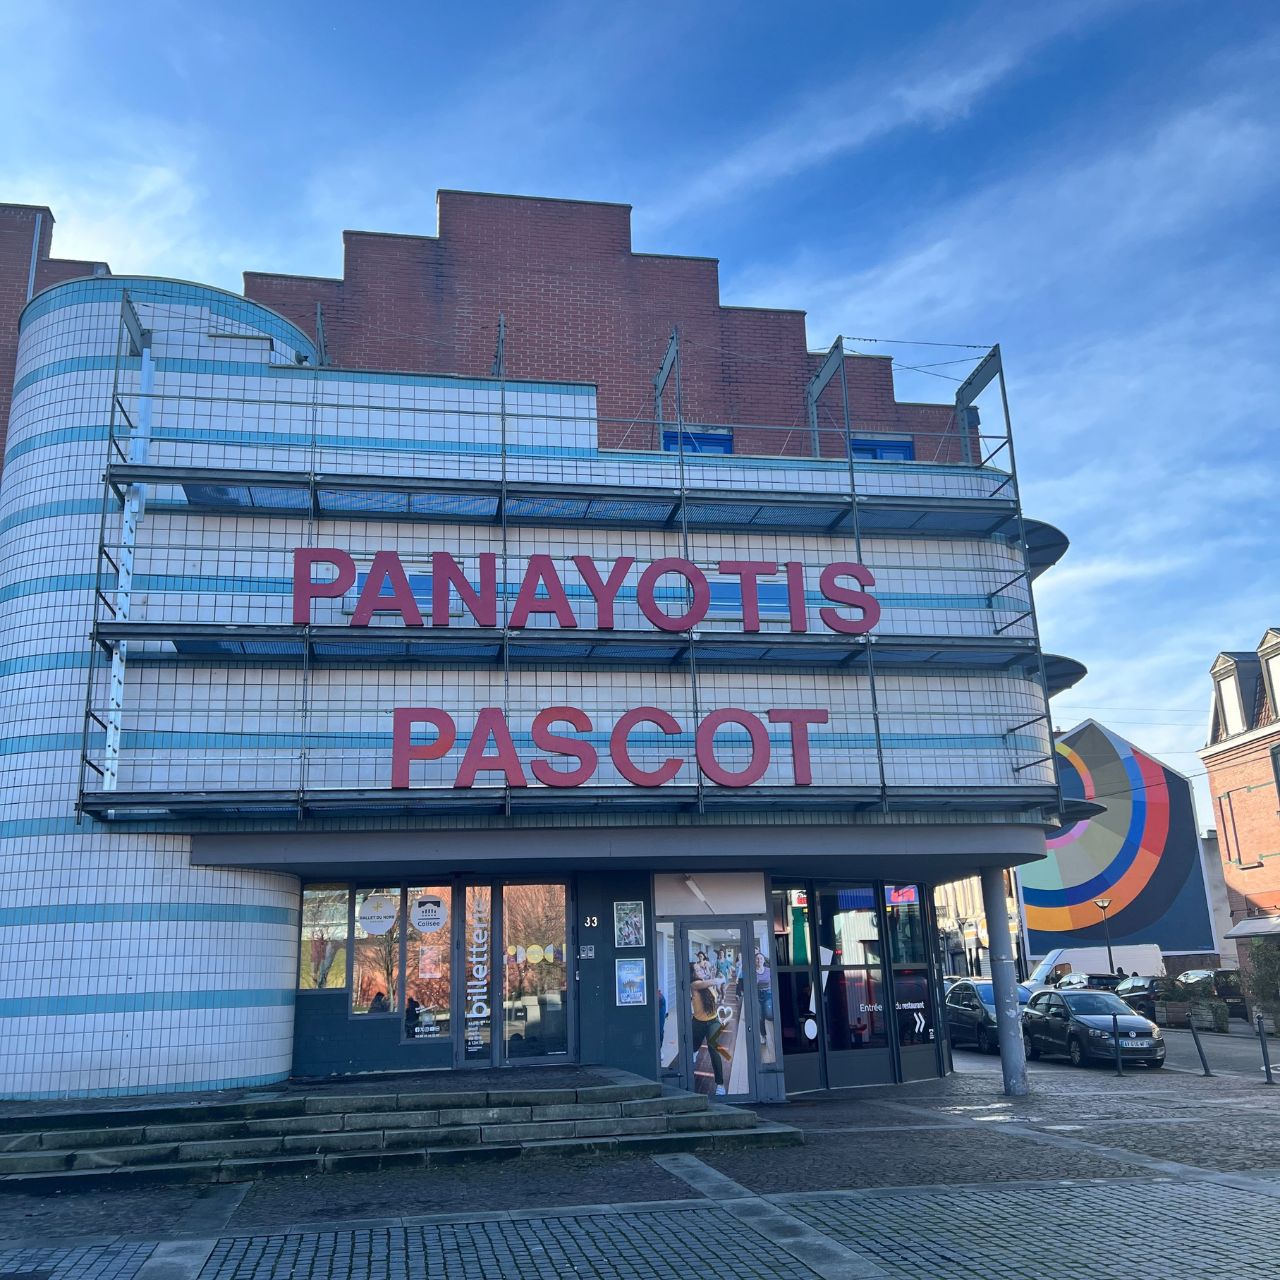 PANAYOTIS
PASCOT
BALLET DU NORD
Colisée
billetterie
33
Entrée du restaurant